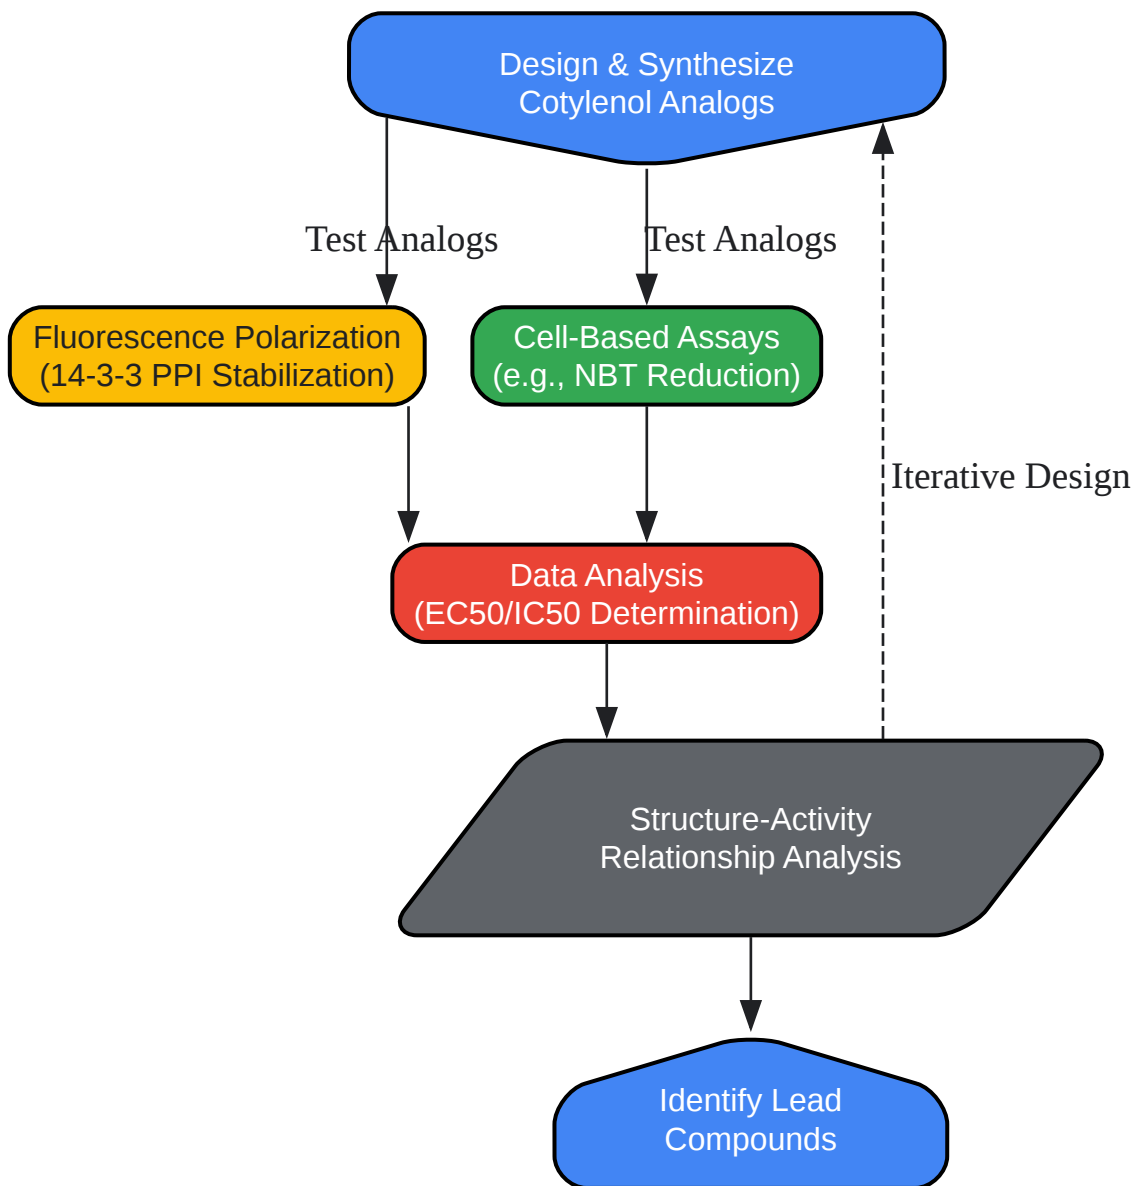 Design & Synthesize
Cotylenol Analogs
Test Analogs
Test Analogs
Fluorescence Polarization
(14-3-3 PPI Stabilization)
Cell-Based Assays
(e.g., NBT Reduction)
Iterative Design
Data Analysis
(EC50/IC50 Determination)
Structure-Activity
Relationship Analysis
Identify Lead
Compounds